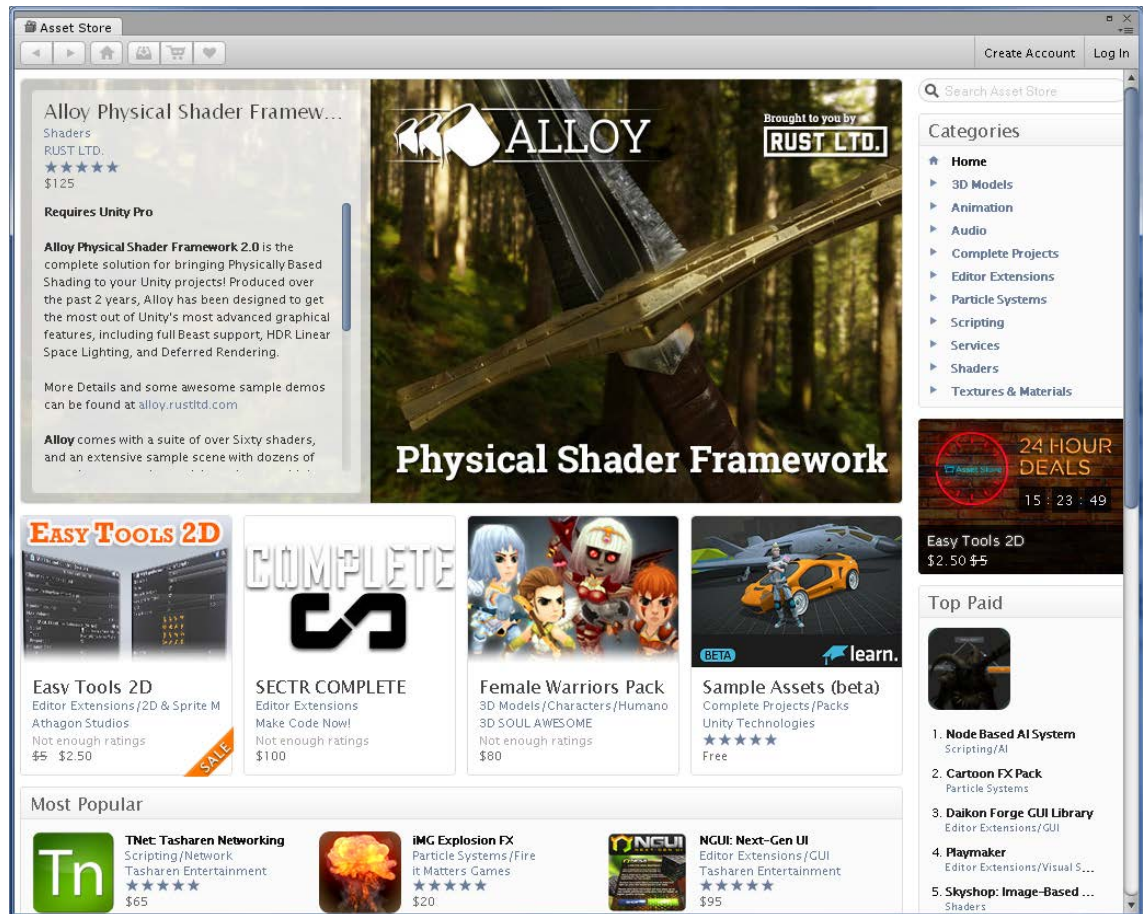 Asset Store
Create Account
Log In
Alloy Physical Shader Framew...
Shaders
RUST LTD.
$125
Requires Unity Pro
Alloy Physical Shader Framework 2.0 is the
complete solution for bringing Physically Based
Shading to your Unity projects! Produced over
the past 2 years, Alloy has been designed to get
the most out of Unity's most advanced graphical
features, including full Beast support, HDR Linear
Space Lighting, and Deferred Rendering.
More Details and some awesome sample demos
can be found at alloy.rustltd.com
Alloy comes with a suite of over Sixty shaders,
and an extensive sample scene with dozens of
ALLOY
Brought to you by
RUST LTD.
Physical Shader Framework
Search Asset Store
Categories
Home
3D Models
Animation
Audio
Complete Projects
Editor Extensions
Particle Systems
Scripting
Services
Shaders
Textures & Materials
Asset Store
24 HOUR
DEALS
15 : 23 : 49
Easy Tools 2D
$2.50 $5
EASY TOOLS 2D
Easy Tools 2D
Editor Extensions/2D & Sprite M
Athagon Studios
Not enough ratings
$5 $2.50
SALE
COMPLETE
SECTR COMPLETE
Editor Extensions
Make Code Now!
Not enough ratings
$100
Female Warriors Pack
3D Models/Characters/Humano
3D SOUL AWESOME
Not enough ratings
$80
BETA
learn.
Sample Assets (beta)
Complete Projects/Packs
Unity Technologies
Free
Top Paid
1. Node Based AI System
Scripting/AI
2. Cartoon FX Pack
Particle Systems
3. Daikon Forge GUI Library
Editor Extensions/GUI
4. Playmaker
Editor Extensions/Visual S...
5. Skyshop: Image-Based ...
Shaders
Most Popular
Tn
TNet: Tasharen Networking
Scripting/Network
Tasharen Entertainment
$65
iMG Explosion FX
Particle Systems/Fire
it Matters Games
$20
NGUI
NEXT-GEN UI
NGUI: Next-Gen UI
Editor Extensions/GUI
Tasharen Entertainment
$95